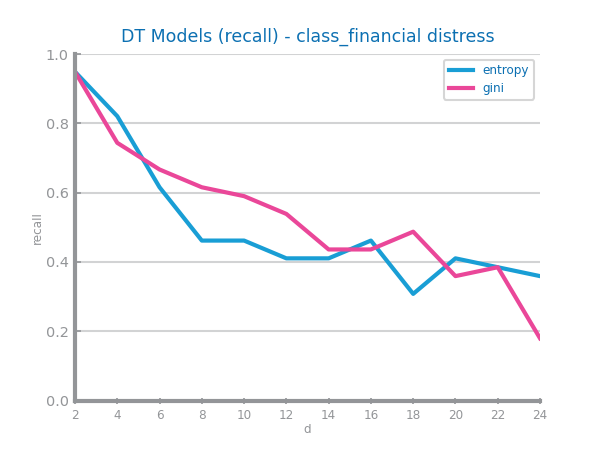 DT Models (recall) - class_financial distress
1.0
0.8
0.6
0.4
0.2
0.0
recall
entropy
gini
2 4 6 8 10 12 14 16 18 20 22 24
d